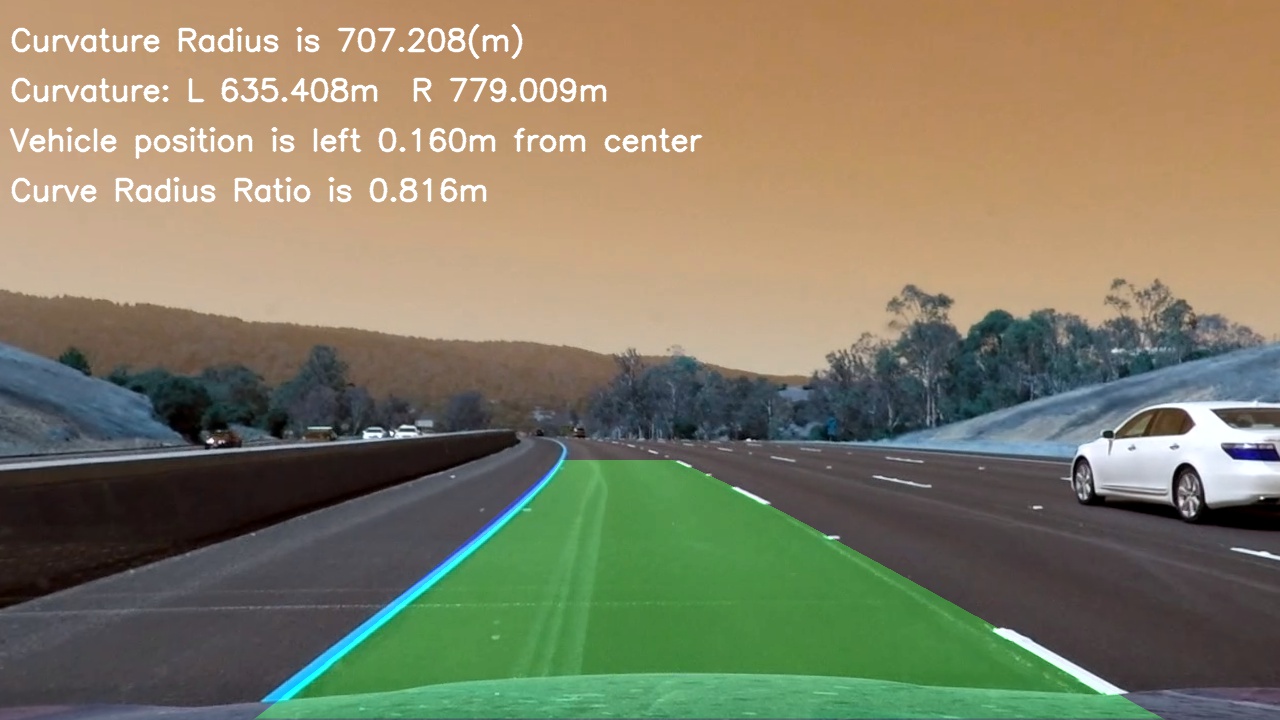 Curvature Radius is 707.208(m)
Curvature: L 635.408m R 779.009m
Vehicle position is left 0.160m from center
Curve Radius Ratio is 0.816m